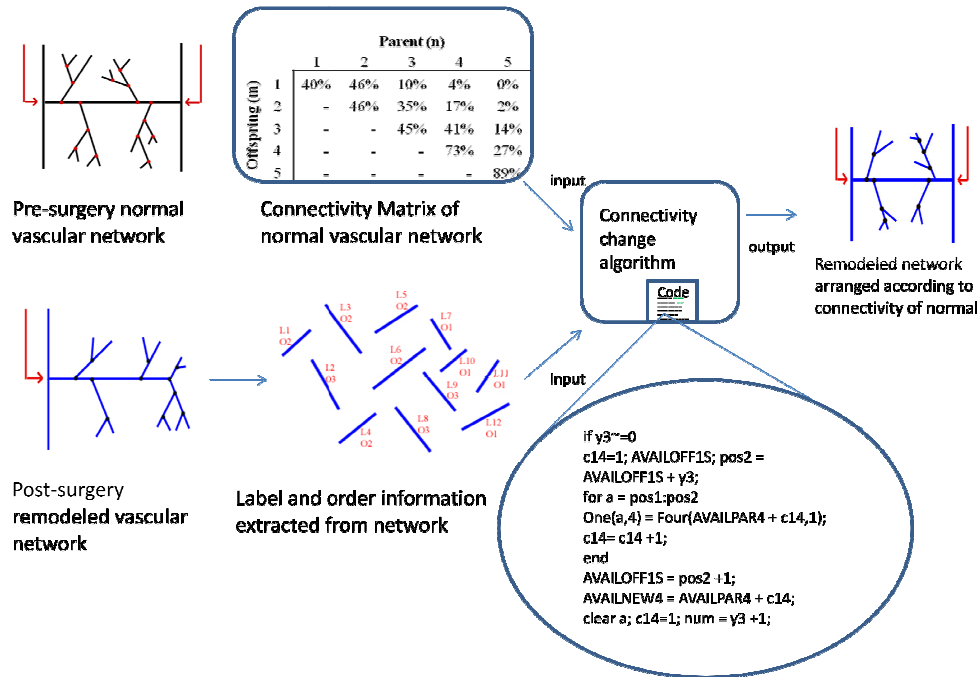 Parent (n)
1 2 3 4 5
Offspring (m)
1 40% 46% 10% 4% 0%
2 - 46% 35% 17% 2%
3 - - 45% 41% 14%
4 - - - 73% 27%
5 - - - - 89%
Pre-surgery normal
vascular network
Connectivity Matrix of
normal vascular network
input
Connectivity
change
algorithm
Code
output
Remodeled network
arranged according to
connectivity of normal
L1
O2
L2
O3
L3
O2
L4
O2
L5
O2
L6
O2
L7
O1
L8
O3
L9
O3
L10
O1
L11
O1
L12
O1
Input
Post-surgery
remodeled vascular
network
Label and order information
extracted from network
if y3~=0
c14=1; AVAILOFF1S; pos2 =
AVAILOFF1S + y3;
for a = pos1:pos2
One(a,4) = Four(AVAILPAR4 + c14,1);
c14= c14 +1;
end
AVAILOFF1S = pos2 +1;
AVAILNEW4 = AVAILPAR4 + c14;
clear a; c14=1; num = y3 +1;